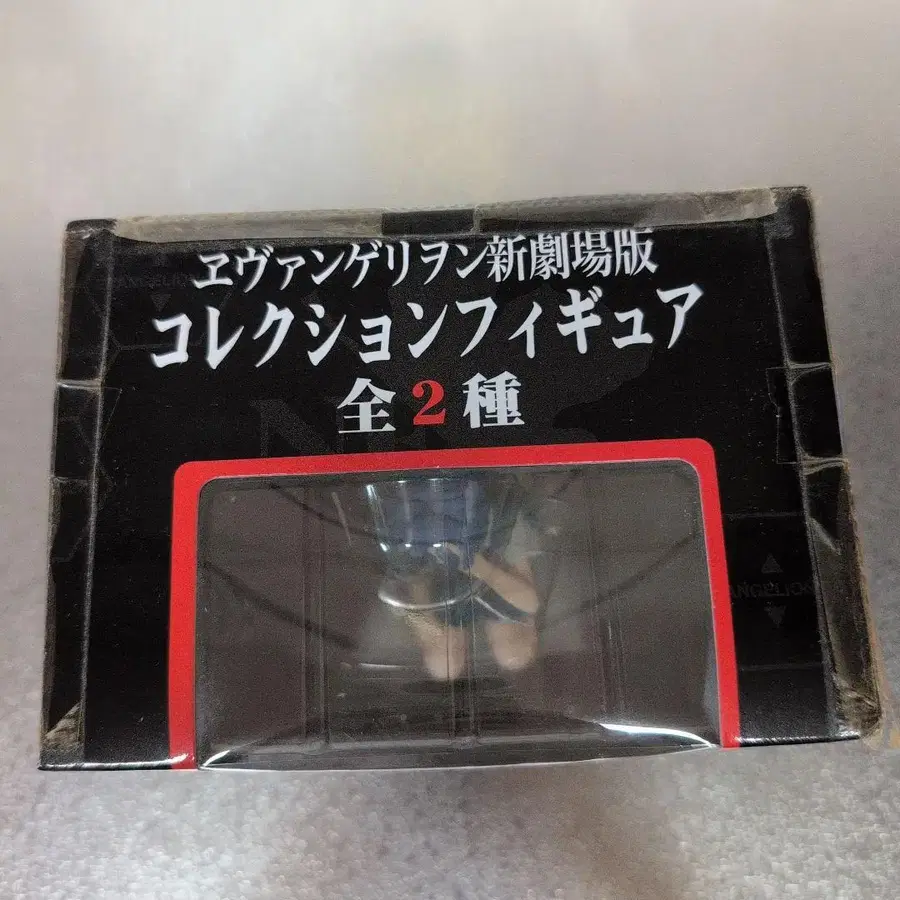 ヱヴァンゲリヲン新劇場版
コレクションフィギュア
全2種